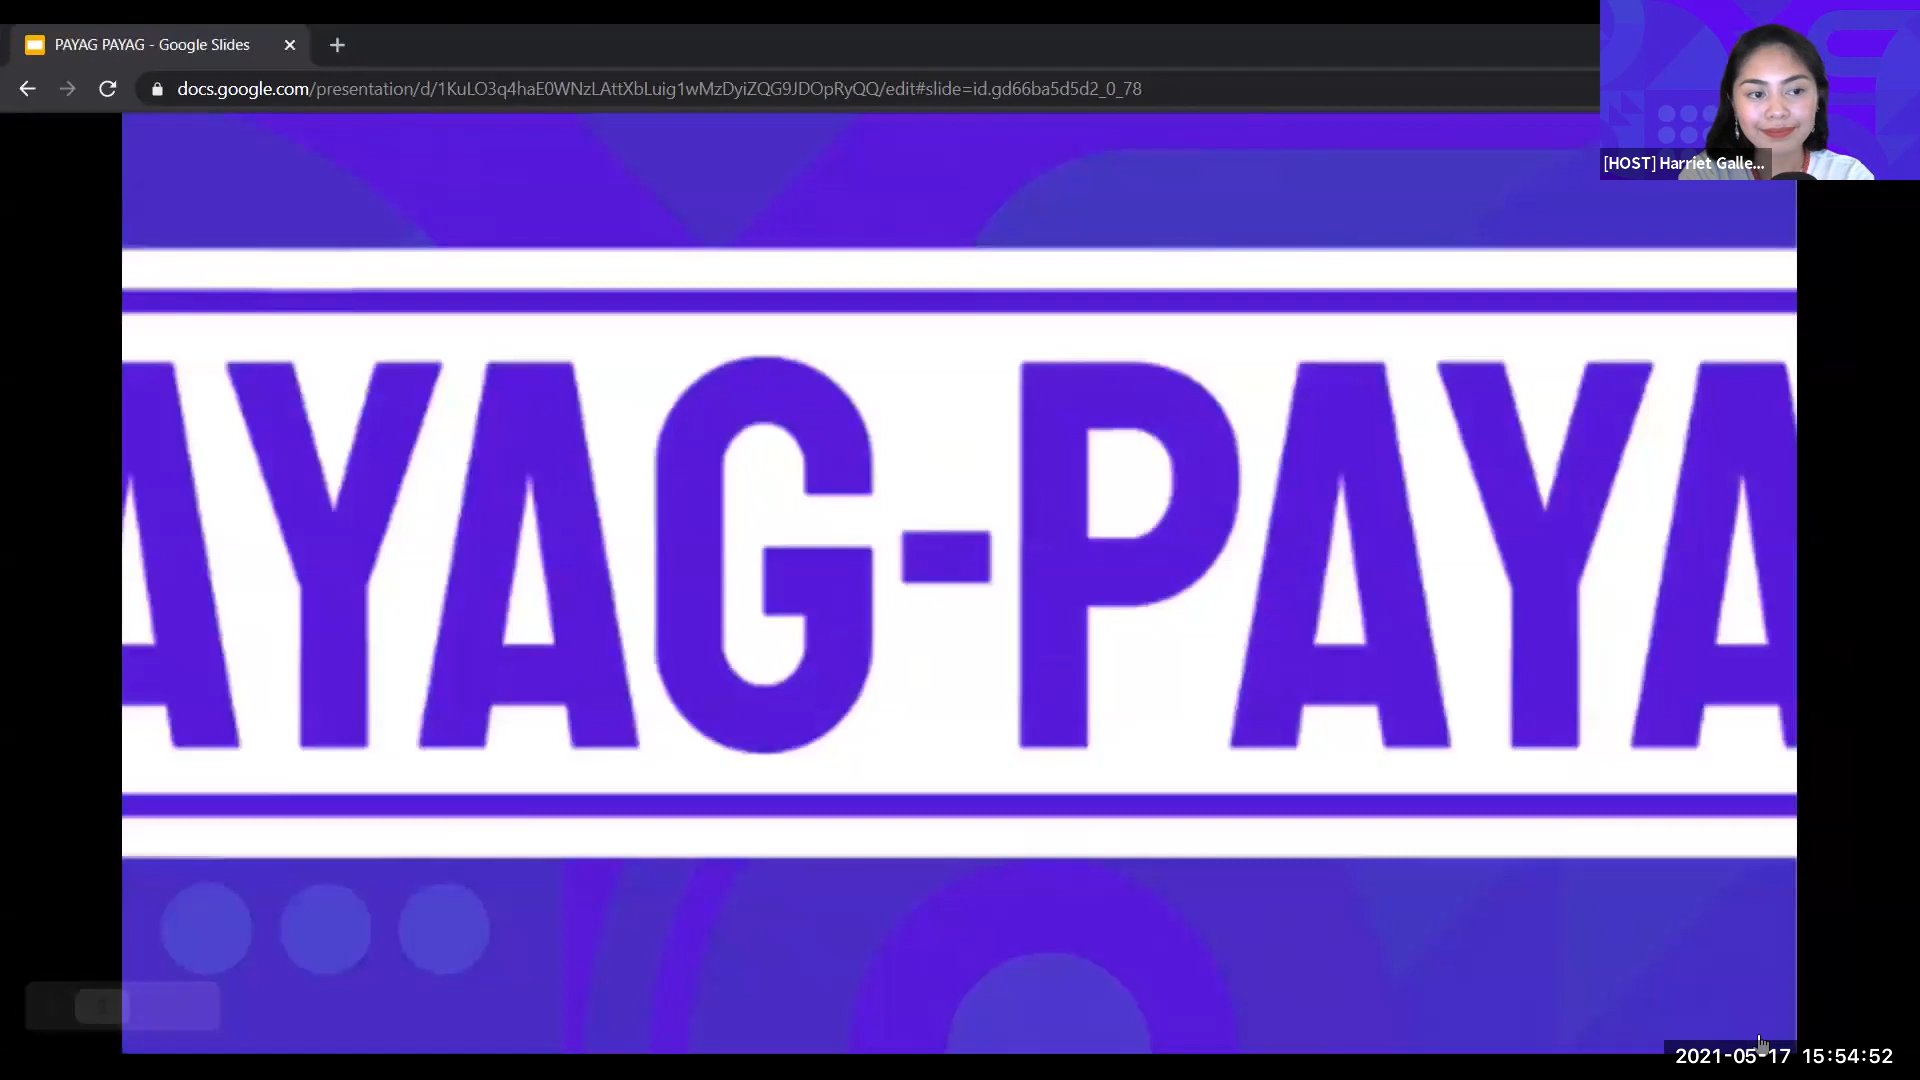 PAYAG PAYAG - Google Slides
docs.google.com/presentation/d/1KuLO3q4haE0WNzLAttXbLuig1wMzDyiZQG9JDOpRyQQ/edit#slide=id.gd66ba5d5d2_0_78
[HOST] Harriet Galle...
AYAG-PAYA
2021-05-17 15:54:52